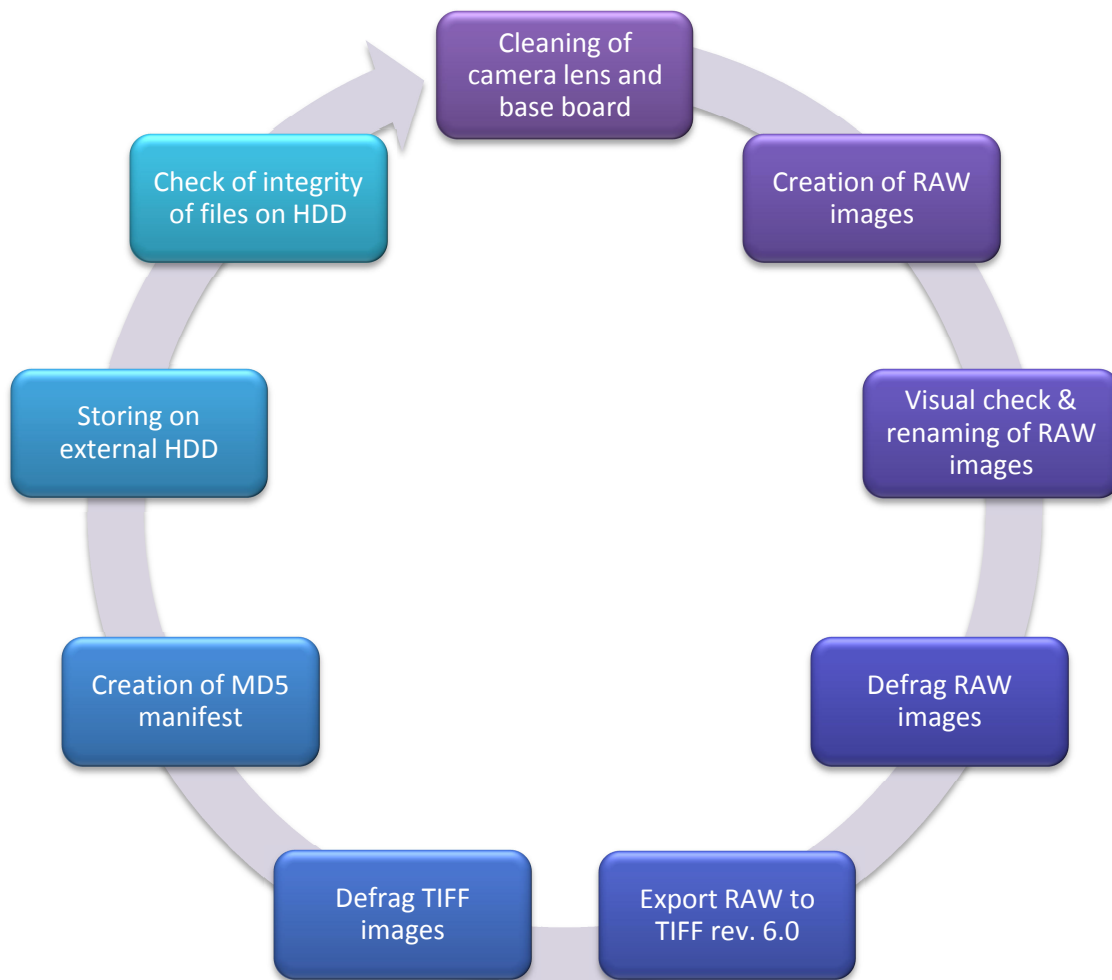 Cleaning of
camera lens and
base board
Creation of RAW
images
Visual check &
renaming of RAW
images
Defrag RAW
images
Export RAW to
TIFF rev. 6.0
Defrag TIFF
images
Creation of MD5
manifest
Storing on
external HDD
Check of integrity
of files on HDD